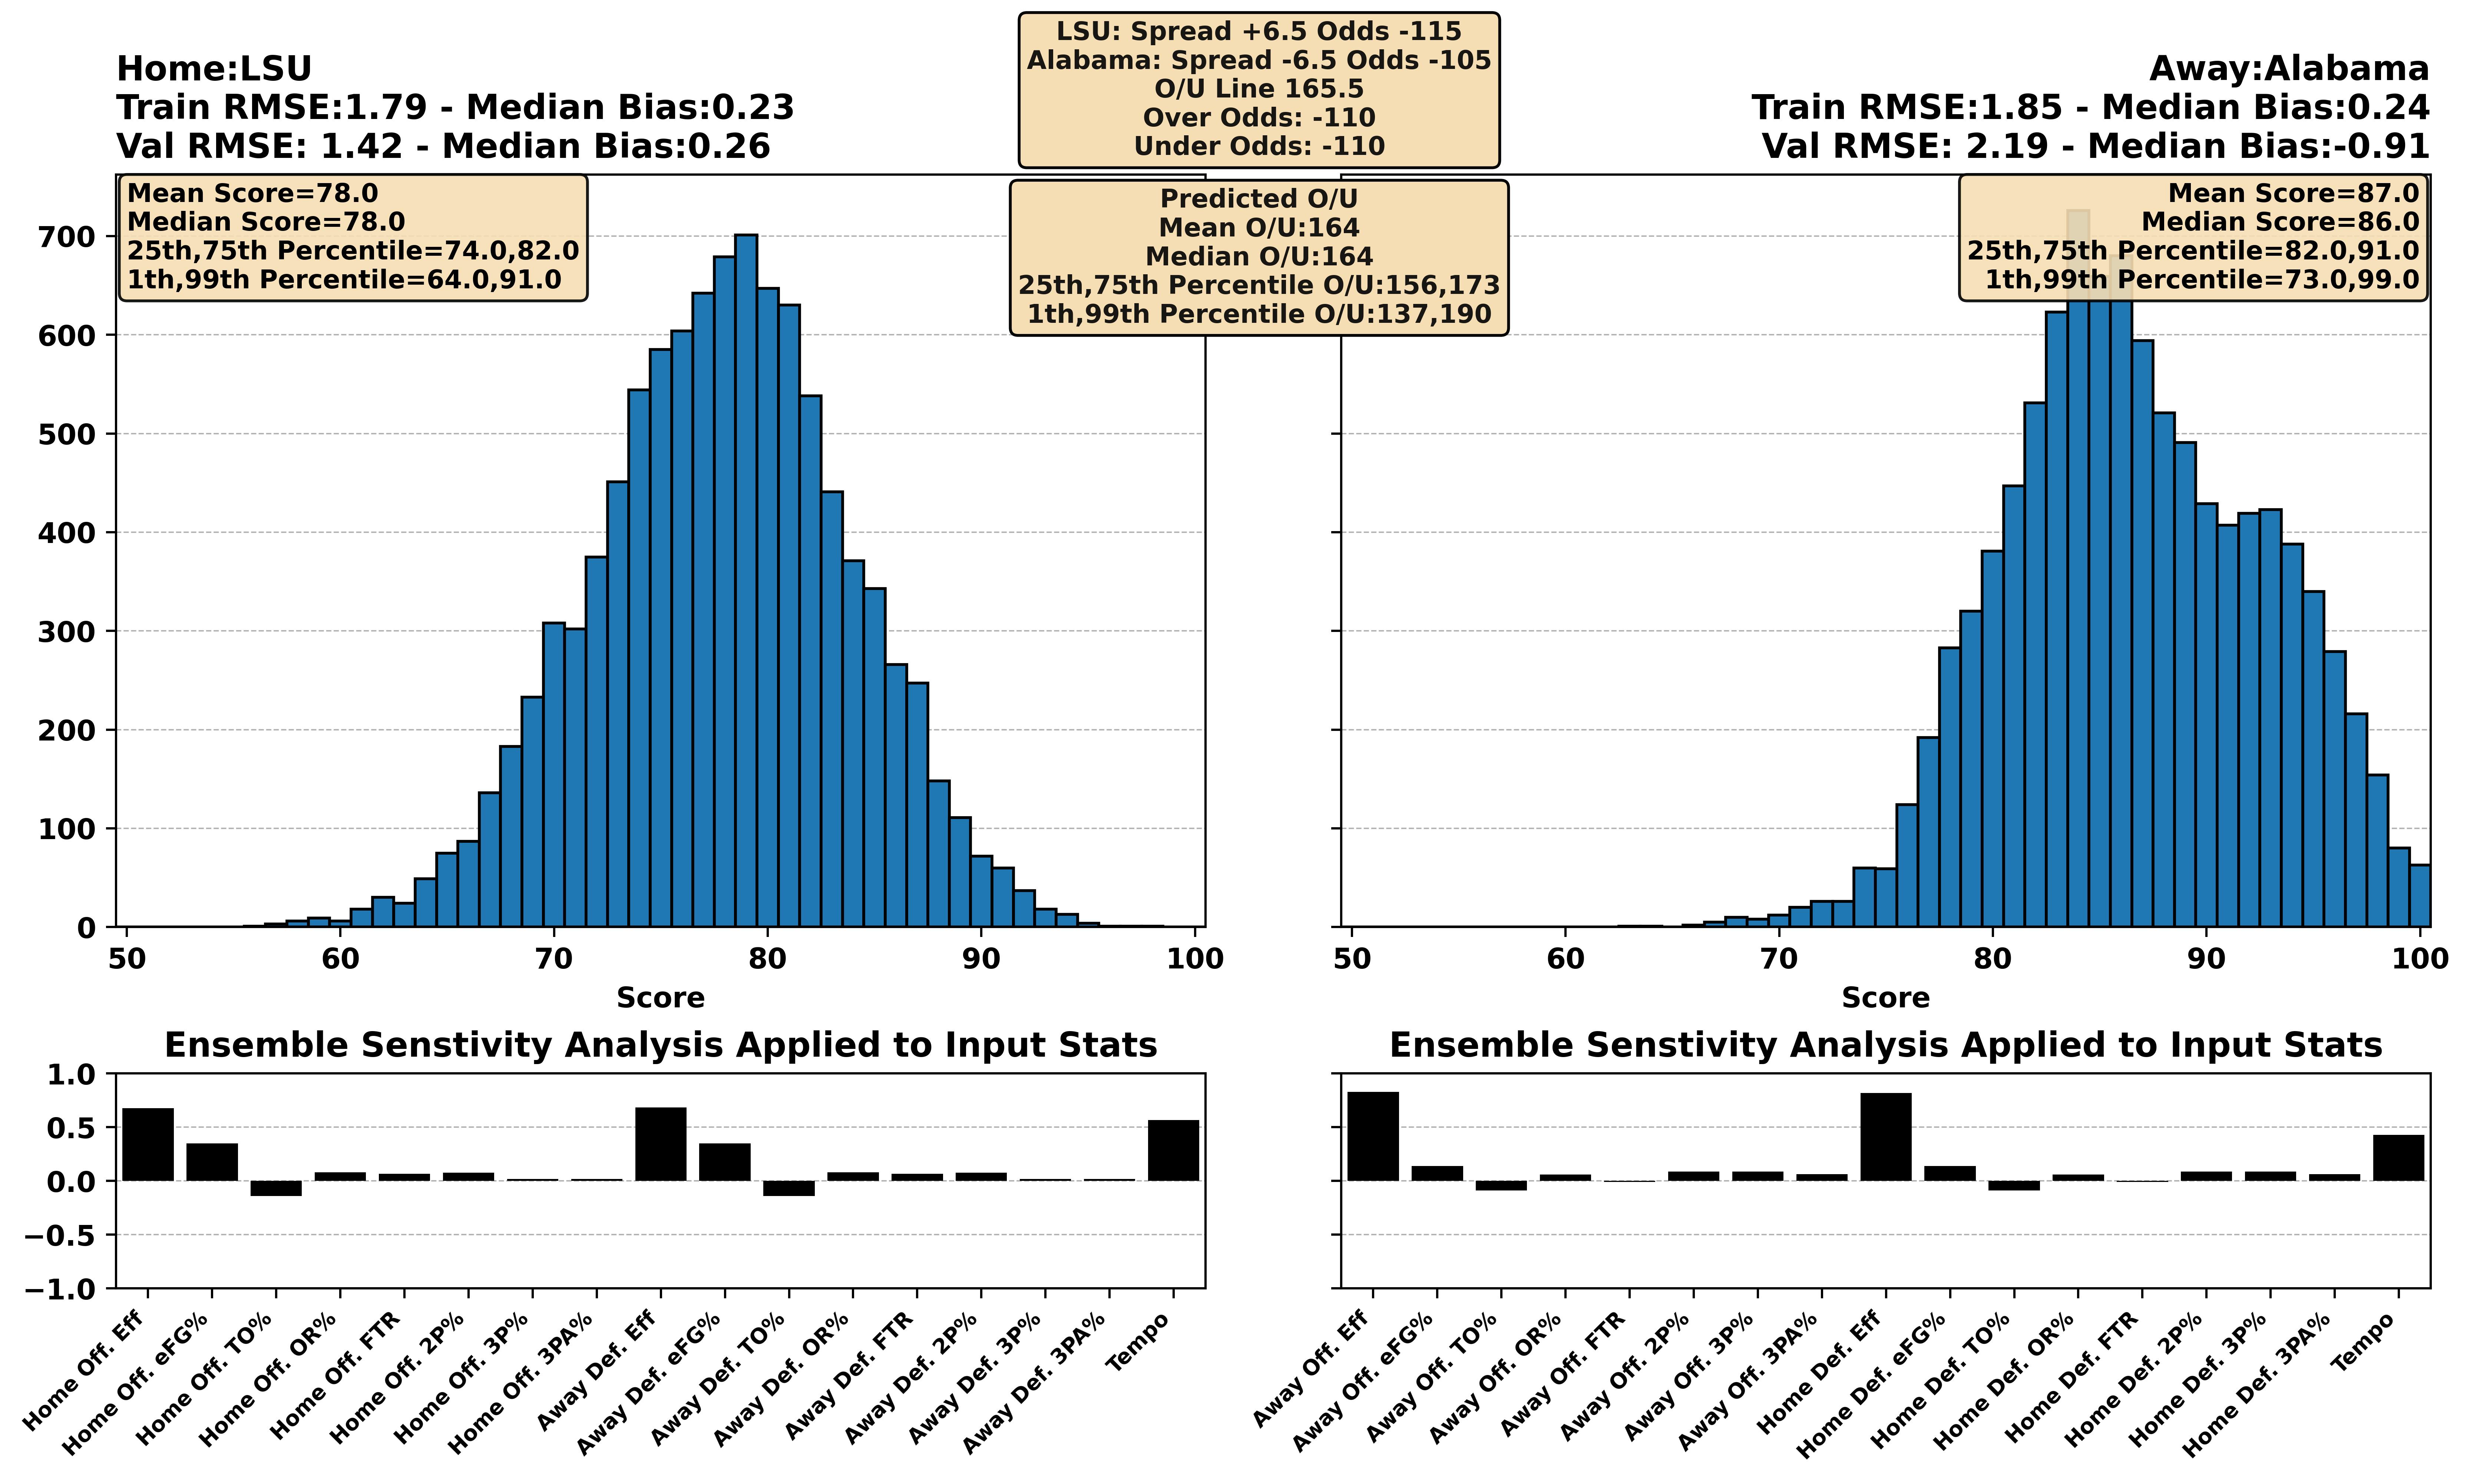 LSU: Spread +6.5 Odds -115
Alabama: Spread -6.5 Odds -105
O/U Line 165.5
Over Odds: -110
Under Odds: -110
Home:LSU
Train RMSE:1.79 - Median Bias:0.23
Val RMSE: 1.42 - Median Bias:0.26
Away:Alabama
Train RMSE:1.85 - Median Bias:0.24
Val RMSE: 2.19 - Median Bias:-0.91
Mean Score=78.0
Median Score=78.0
25th,75th Percentile=74.0,82.0
1th,99th Percentile=64.0,91.0
Predicted O/U
Mean O/U:164
Median O/U:164
25th,75th Percentile O/U:156,173
1th,99th Percentile O/U:137,190
Mean Score=87.0
Median Score=86.0
25th,75th Percentile=82.0,91.0
1th,99th Percentile=73.0,99.0
700
600
500
400
300
200
100
0
50 60 70 80 90 100
Score
50 60 70 80 90 100
Score
Ensemble Senstivity Analysis Applied to Input Stats
1.0
0.5
0.0
−0.5
−1.0
Home Off. Eff
Home Off. eFG%
Home Off. TO%
Home Off. OR%
Home Off. FTR
Home Off. 2P%
Home Off. 3P%
Home Off. 3PA%
Away Def. Eff
Away Def. eFG%
Away Def. TO%
Away Def. OR%
Away Def. FTR
Away Def. 2P%
Away Def. 3P%
Away Def. 3PA%
Tempo
Ensemble Senstivity Analysis Applied to Input Stats
Away Off. Eff
Away Off. eFG%
Away Off. TO%
Away Off. OR%
Away Off. FTR
Away Off. 2P%
Away Off. 3P%
Away Off. 3PA%
Home Def. Eff
Home Def. eFG%
Home Def. TO%
Home Def. OR%
Home Def. FTR
Home Def. 2P%
Home Def. 3P%
Home Def. 3PA%
Tempo